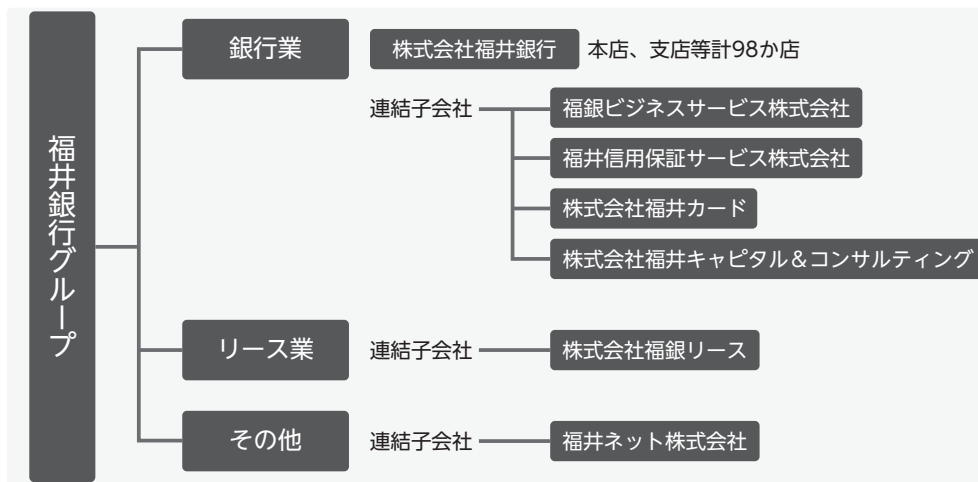 福井銀行グループ
銀行業
株式会社福井銀行
本店、支店等計98か店
連結子会社
福銀ビジネスサービス株式会社
福井信用保証サービス株式会社
株式会社福井カード
株式会社福井キャピタル＆コンサルティング
リース業
連結子会社
株式会社福銀リース
その他
連結子会社
福井ネット株式会社